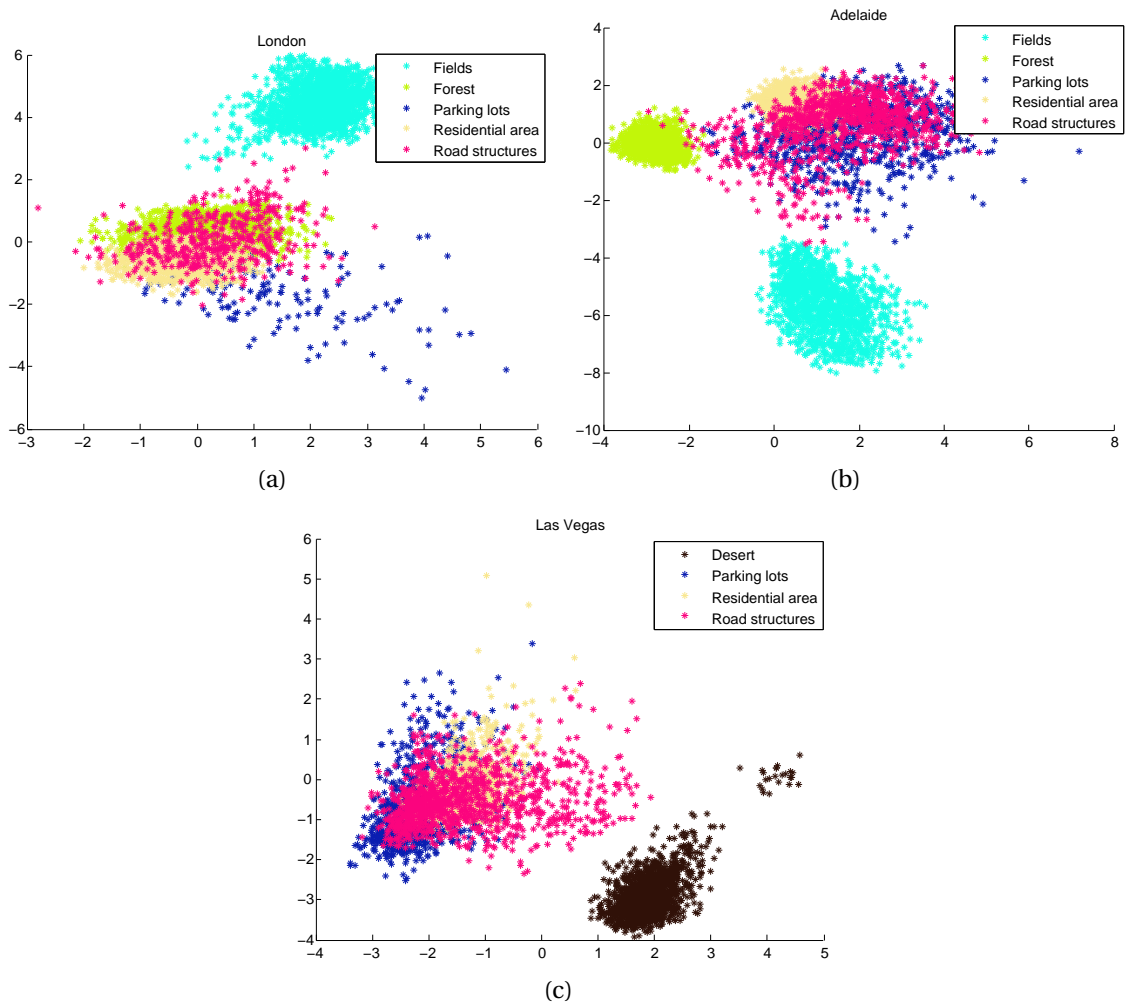 London
Fields
Forest
Parking lots
Residential area
Road structures
6
4
2
0
−2
−4
−6
−3 −2 −1 0 1 2 3 4 5 6
(a)
Adelaide
Fields
Forest
Parking lots
Residential area
Road structures
4
2
0
−2
−4
−6
−8
−10
−4 −2 0 2 4 6 8
(b)
Las Vegas
Desert
Parking lots
Residential area
Road structures
6
5
4
3
2
1
0
−1
−2
−3
−4
−4 −3 −2 −1 0 1 2 3 4 5
(c)